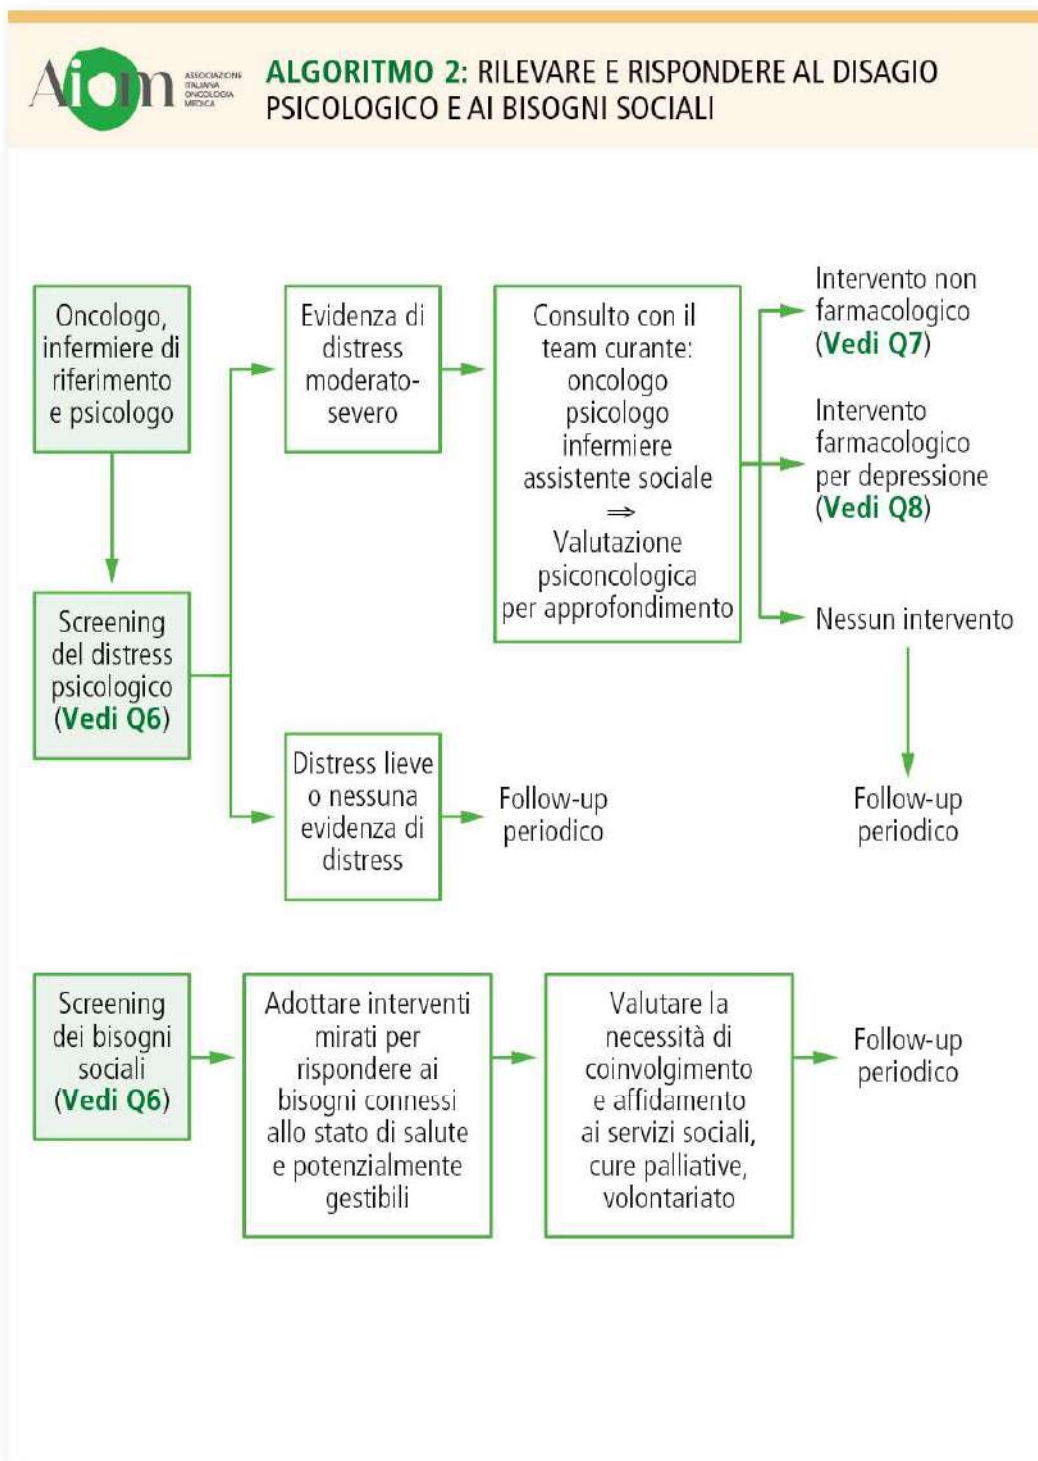 Aiom
ASSOCIAZIONE
ITALIANA
ONCOLOGIA
MEDICA
ALGORITMO 2: RILEVARE E RISPONDERE AL DISAGIO
PSICOLOGICO E AI BISOGNI SOCIALI
Oncologo,
infermiere di
riferimento
e psicologo
Screening
del distress
psicologico
(Vedi Q6)
Evidenza di
distress
moderato-
severo
Consulto con il
team curante:
oncologo
psicologo
infermiere
assistente sociale
⇒
Valutazione
psiconcologica
per approfondimento
Intervento non
farmacologico
(Vedi Q7)
Intervento
farmacologico
per depressione
(Vedi Q8)
Nessun intervento
Follow-up
periodico
Distress lieve
o nessuna
evidenza di
distress
Follow-up
periodico
Screening
dei bisogni
sociali
(Vedi Q6)
Adottare interventi
mirati per
rispondere ai
bisogni connessi
allo stato di salute
e potenzialmente
gestibili
Valutare la
necessità di
coinvolgimento
e affidamento
ai servizi sociali,
cure palliative,
volontariato
Follow-up
periodico